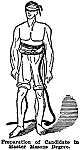 Preparation of Candidate in
Master Masons Degree.